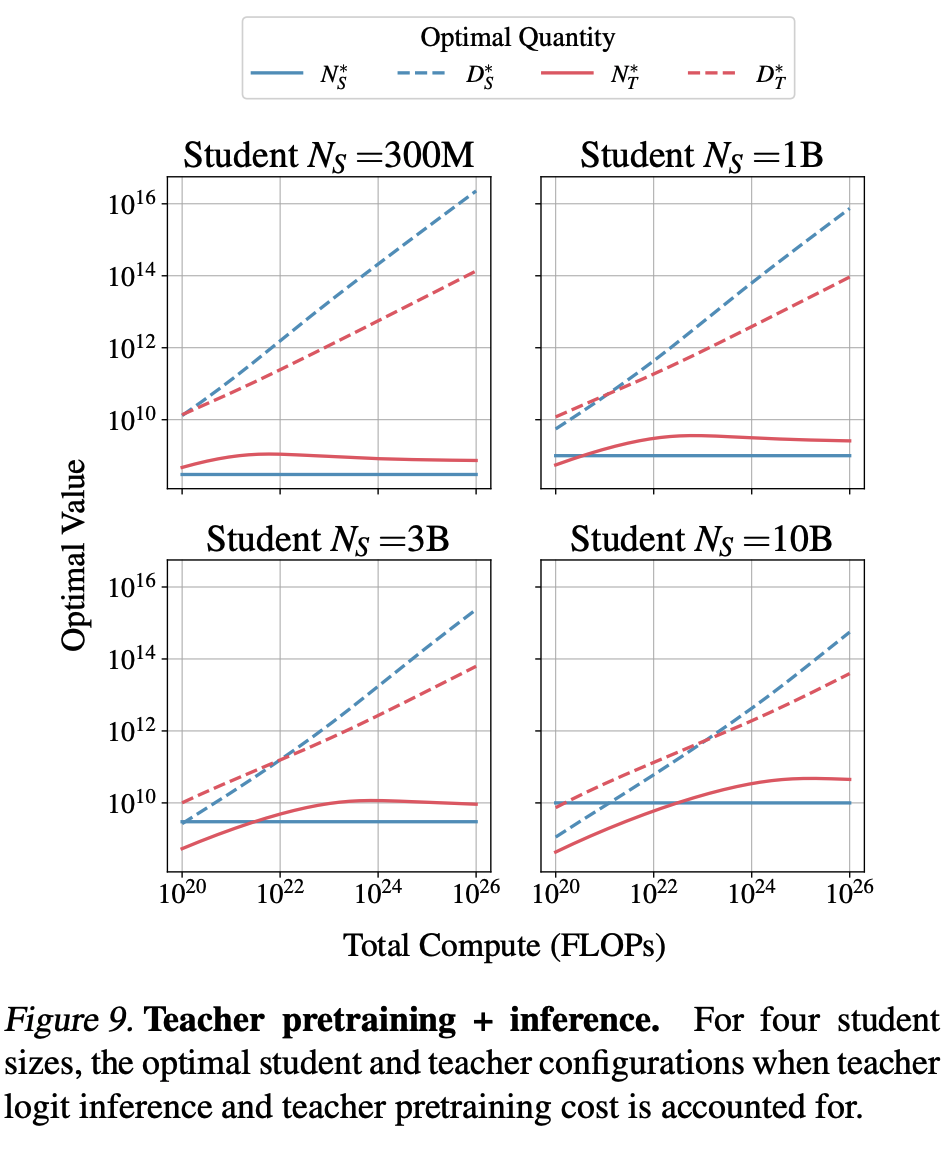 Optimal Quantity
N*S D*S N*T D*T
Student NS =300M
Student NS =1B
10^16
10^14
10^12
10^10
Student NS =3B
Student NS =10B
10^16
10^14
10^12
10^10
10^20 10^22 10^24 10^26
10^20 10^22 10^24 10^26
Optimal Value
Total Compute (FLOPs)
Figure 9. Teacher pretraining + inference. For four student
sizes, the optimal student and teacher configurations when teacher
logit inference and teacher pretraining cost is accounted for.